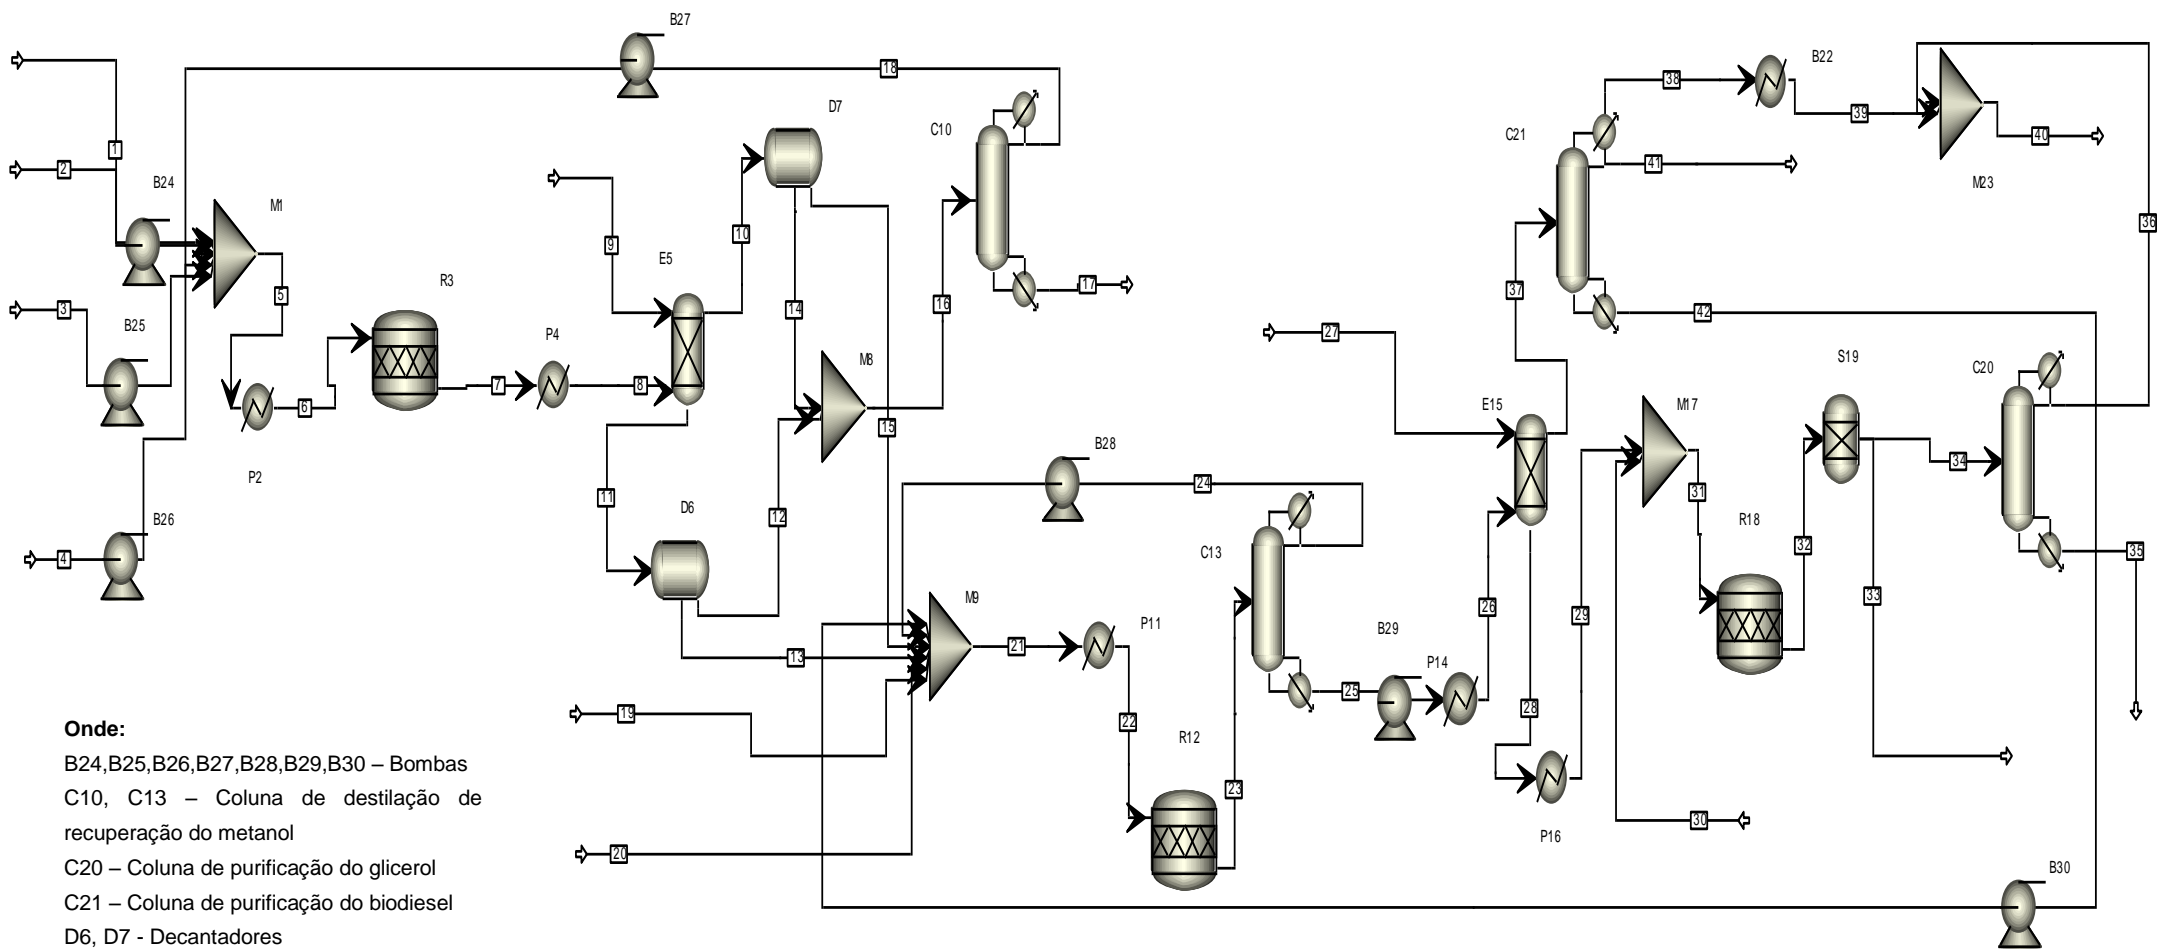 B27
18
B22
38
39
36
D7
C10
C21
40
41
M23
1
2
B24
M1
9
10
E5
R3
5
3
B25
P4
14
16
17
37
42
27
S19
C20
M8
7
8
6
15
P2
E15
M17
B28
24
34
11
12
D6
B26
4
C13
31
R18
32
35
M9
26
29
33
13
21
P11
B29
P14
25
28
19
22
R12
23
P16
30
20
B30
Onde:
B24,B25,B26,B27,B28,B29,B30 – Bombas
C10, C13 – Coluna de destilação de
recuperação do metanol
C20 – Coluna de purificação do glicerol
C21 – Coluna de purificação do biodiesel
D6, D7 - Decantadores